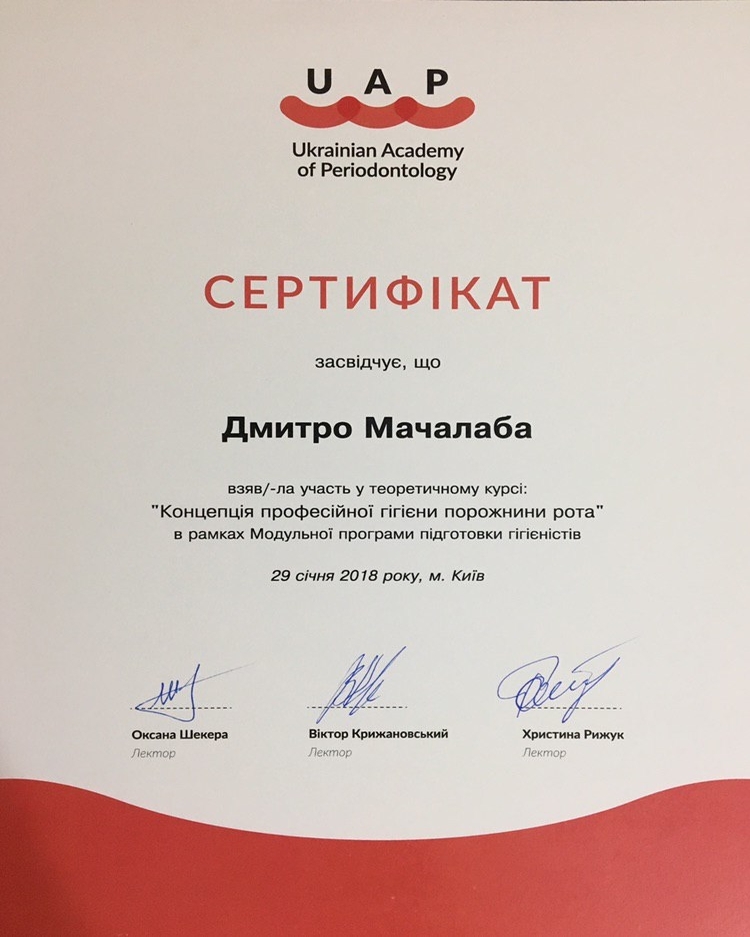 UAP
Ukrainian Academy
of Periodontology
СЕРТИФІКАТ
засвідчує, що
Дмитро Мачалаба
взяв/-ла участь у теоретичному курсі:
"Концепція професійної гігієни порожнини рота"
в рамках Модульної програми підготовки гігієністів
29 січня 2018 року, м. Київ
Оксана Шекера Віктор Крижановський Христина Рижук
Лектор Лектор Лектор